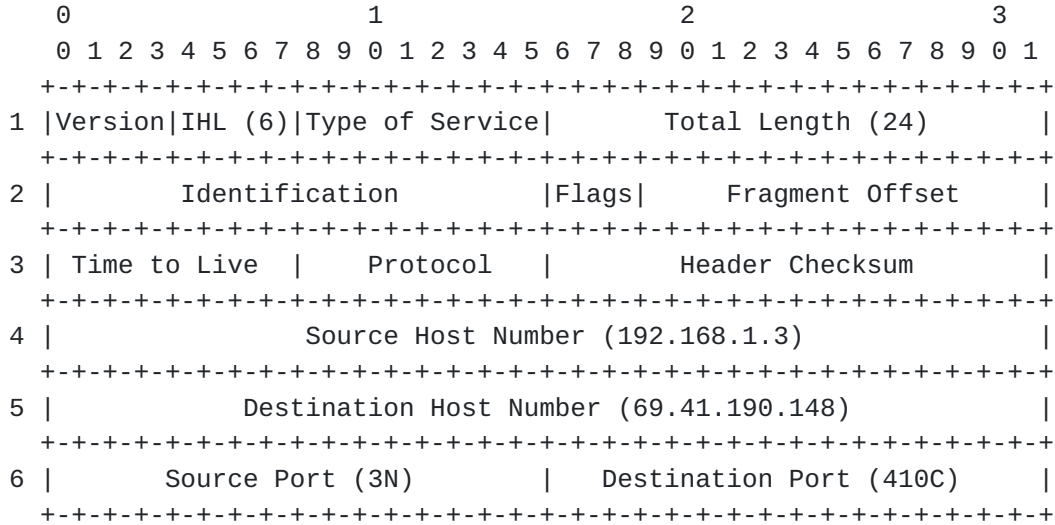 0                   1                   2                   3
0 1 2 3 4 5 6 7 8 9 0 1 2 3 4 5 6 7 8 9 0 1 2 3 4 5 6 7 8 9 0 1
+-+-+-+-+-+-+-+-+-+-+-+-+-+-+-+-+-+-+-+-+-+-+-+-+-+-+-+-+-+-+-+-+
1 |Version|IHL (6)|Type of Service|       Total Length (24)       |
+-+-+-+-+-+-+-+-+-+-+-+-+-+-+-+-+-+-+-+-+-+-+-+-+-+-+-+-+-+-+-+-+
2 |        Identification         |Flags|     Fragment Offset     |
+-+-+-+-+-+-+-+-+-+-+-+-+-+-+-+-+-+-+-+-+-+-+-+-+-+-+-+-+-+-+-+-+
3 | Time to Live  |    Protocol   |        Header Checksum        |
+-+-+-+-+-+-+-+-+-+-+-+-+-+-+-+-+-+-+-+-+-+-+-+-+-+-+-+-+-+-+-+-+
4 |                Source Host Number (192.168.1.3)               |
+-+-+-+-+-+-+-+-+-+-+-+-+-+-+-+-+-+-+-+-+-+-+-+-+-+-+-+-+-+-+-+-+
5 |            Destination Host Number (69.41.190.148)            |
+-+-+-+-+-+-+-+-+-+-+-+-+-+-+-+-+-+-+-+-+-+-+-+-+-+-+-+-+-+-+-+-+
6 |       Source Port (3N)        |   Destination Port (410C)     |
+-+-+-+-+-+-+-+-+-+-+-+-+-+-+-+-+-+-+-+-+-+-+-+-+-+-+-+-+-+-+-+-+